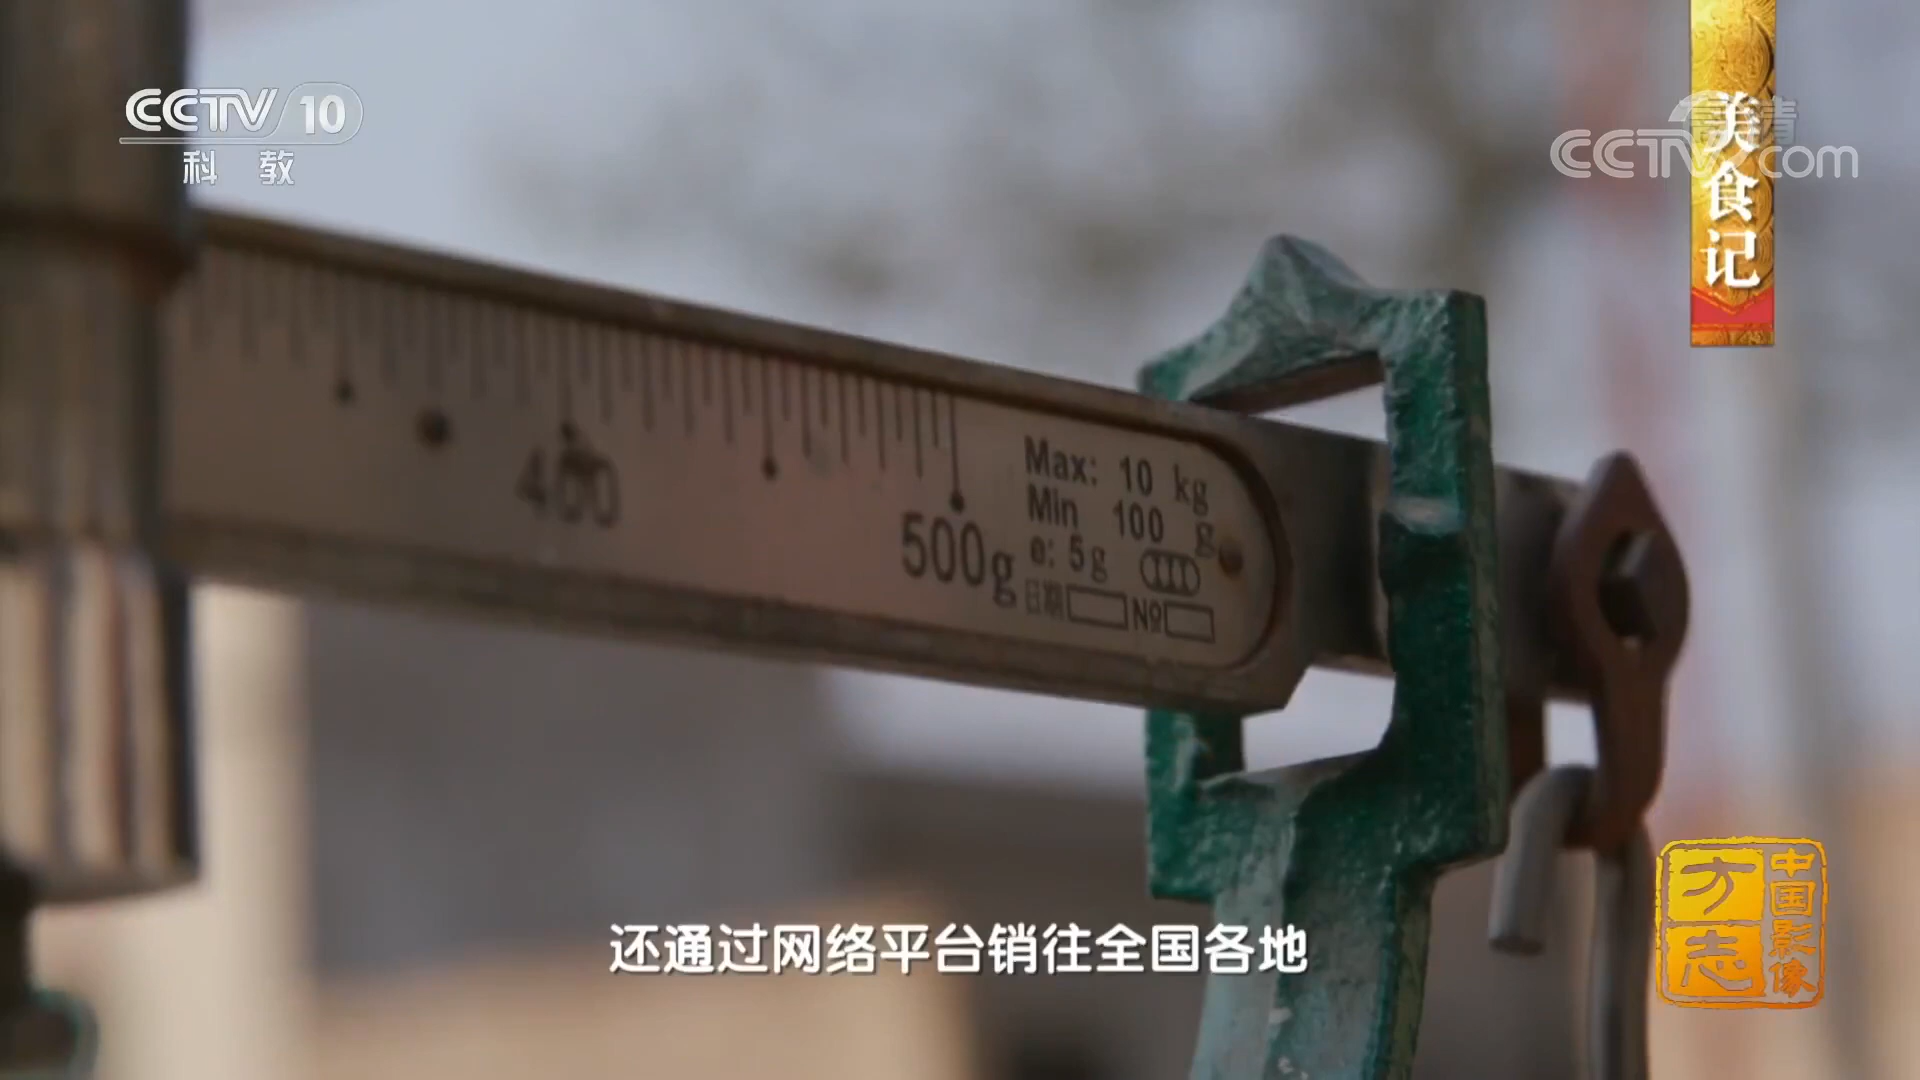 CCTV 10
科教
高清
CCTV.com
美食记
400
500g
Max: 10 kg
Min 100 g
e: 5g
日期 № 
还通过网络平台销往全国各地
中国影像
方志